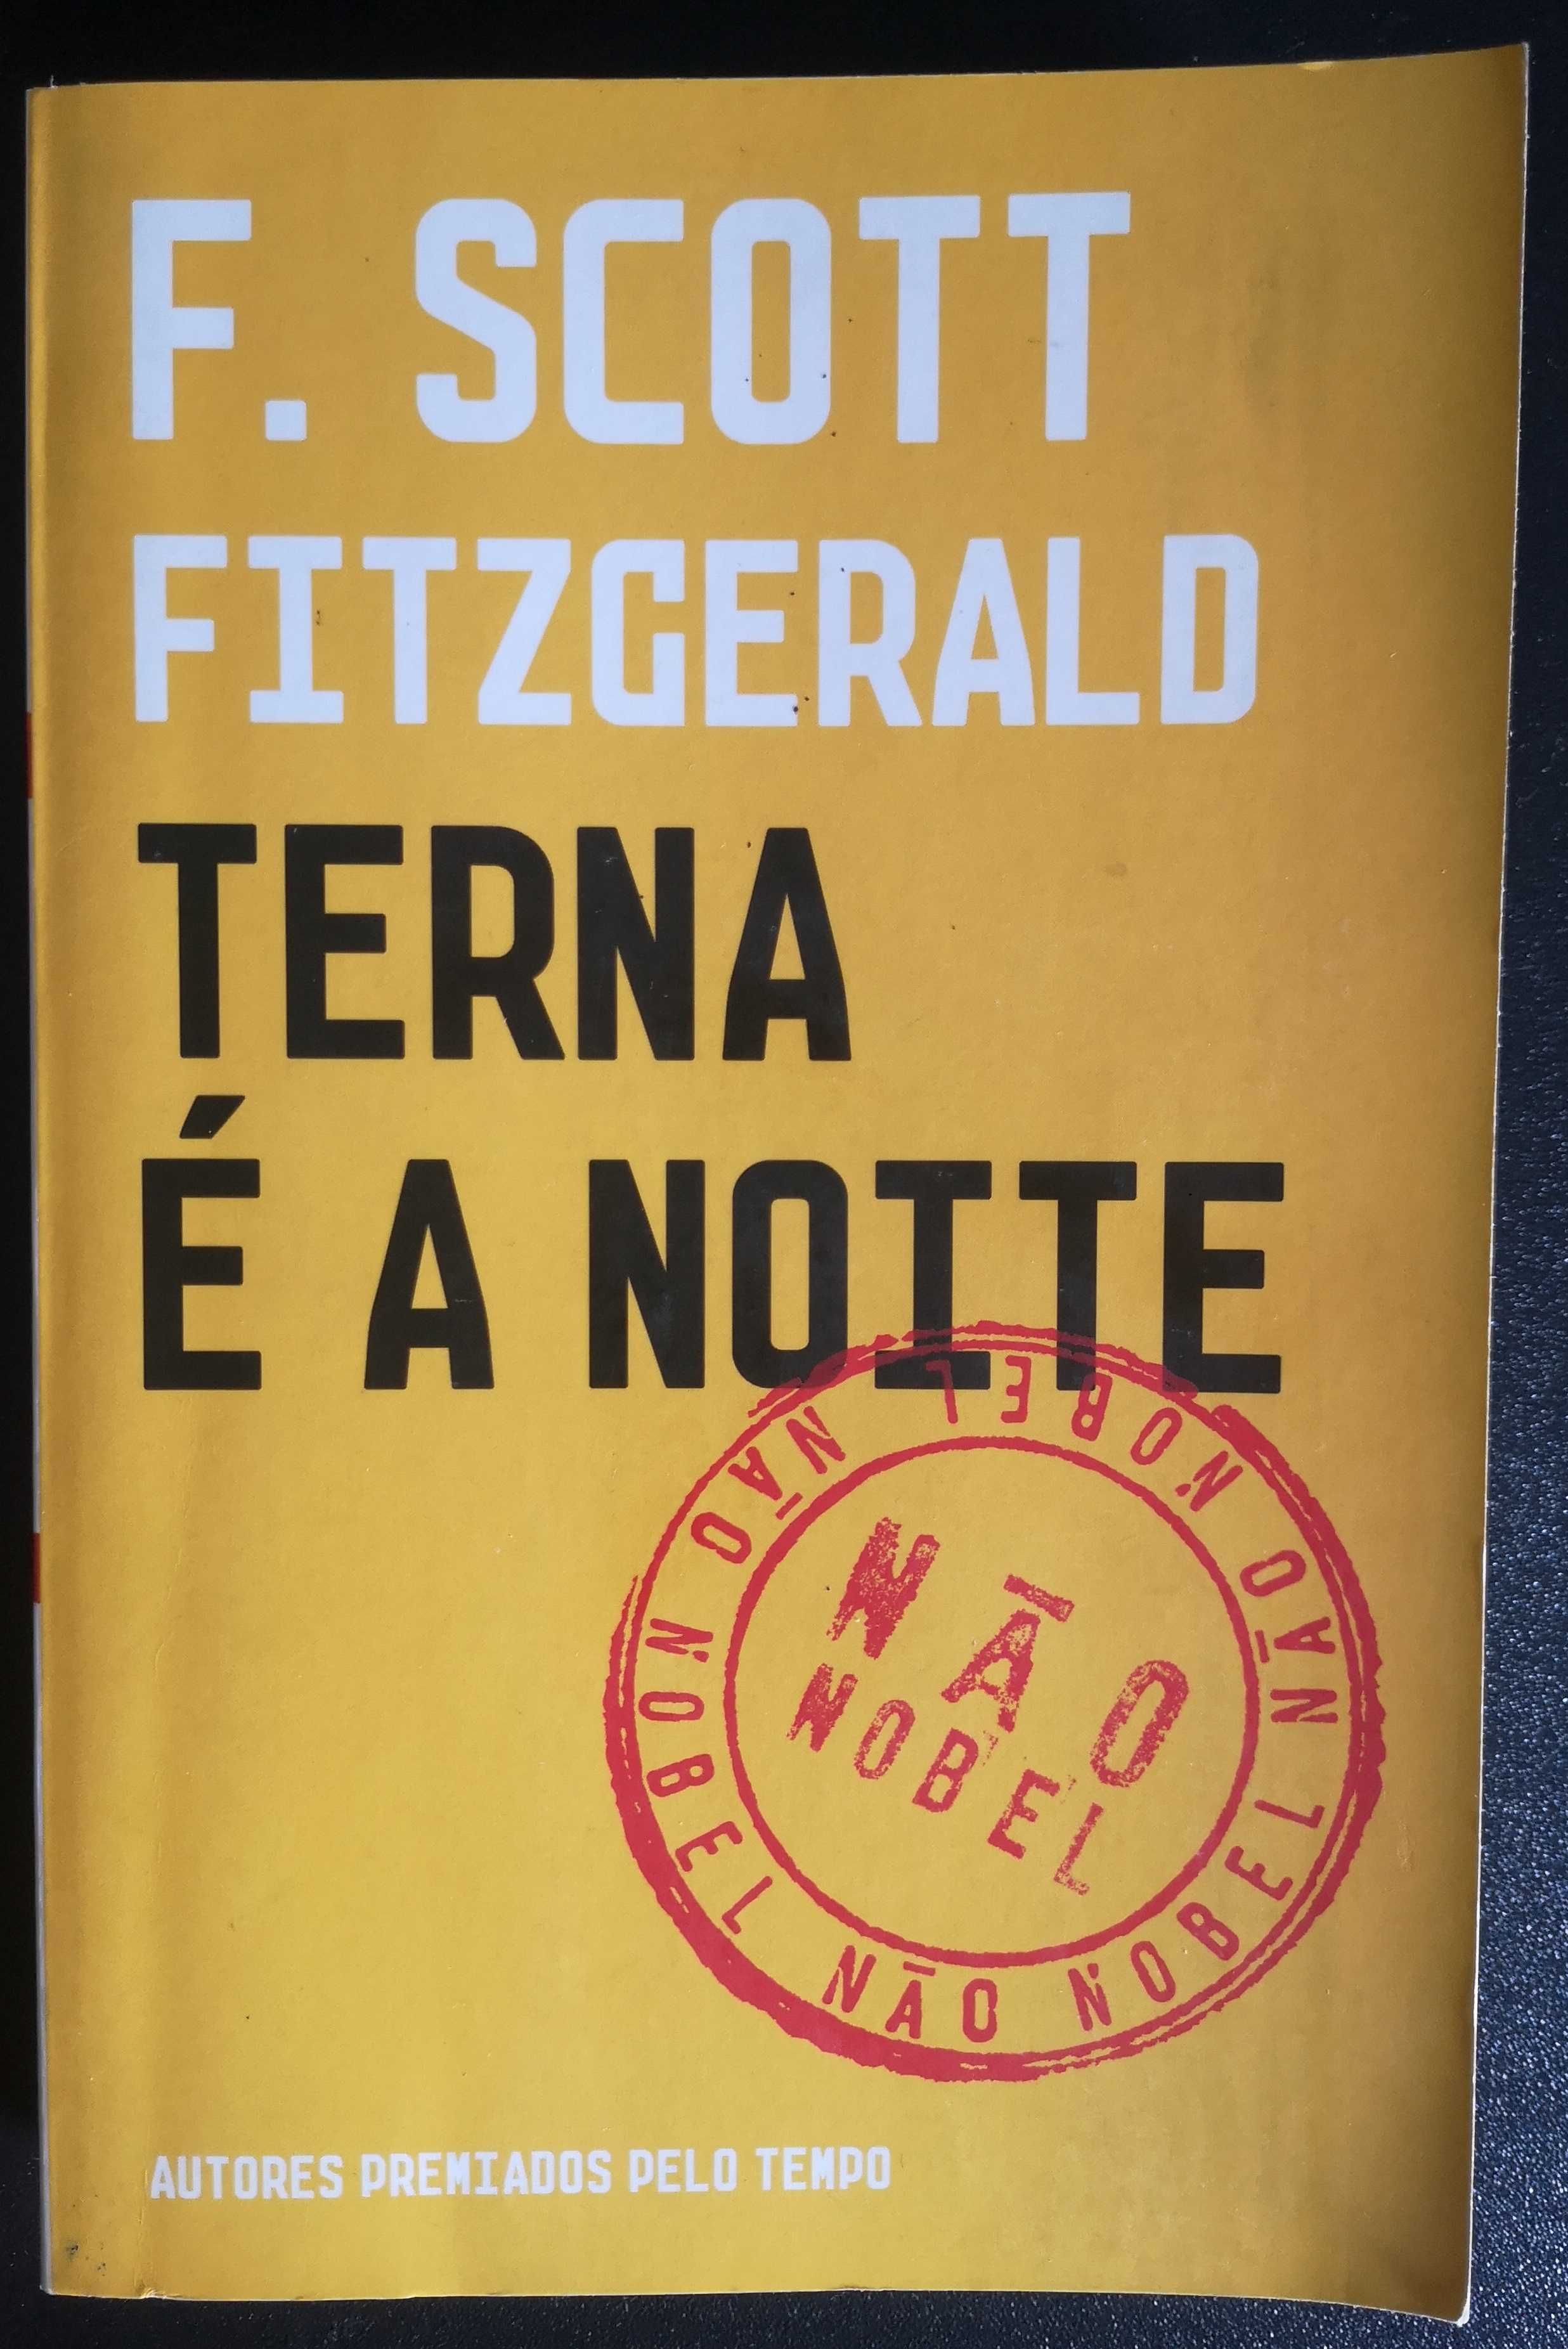 F. SCOTT
FITZGERALD
TERNA
É A NOITE
NÃO NOBEL NÃO NOBEL NÃO NOBEL NÃO NOBEL
NÃO
NOBEL
AUTORES PREMIADOS PELO TEMPO